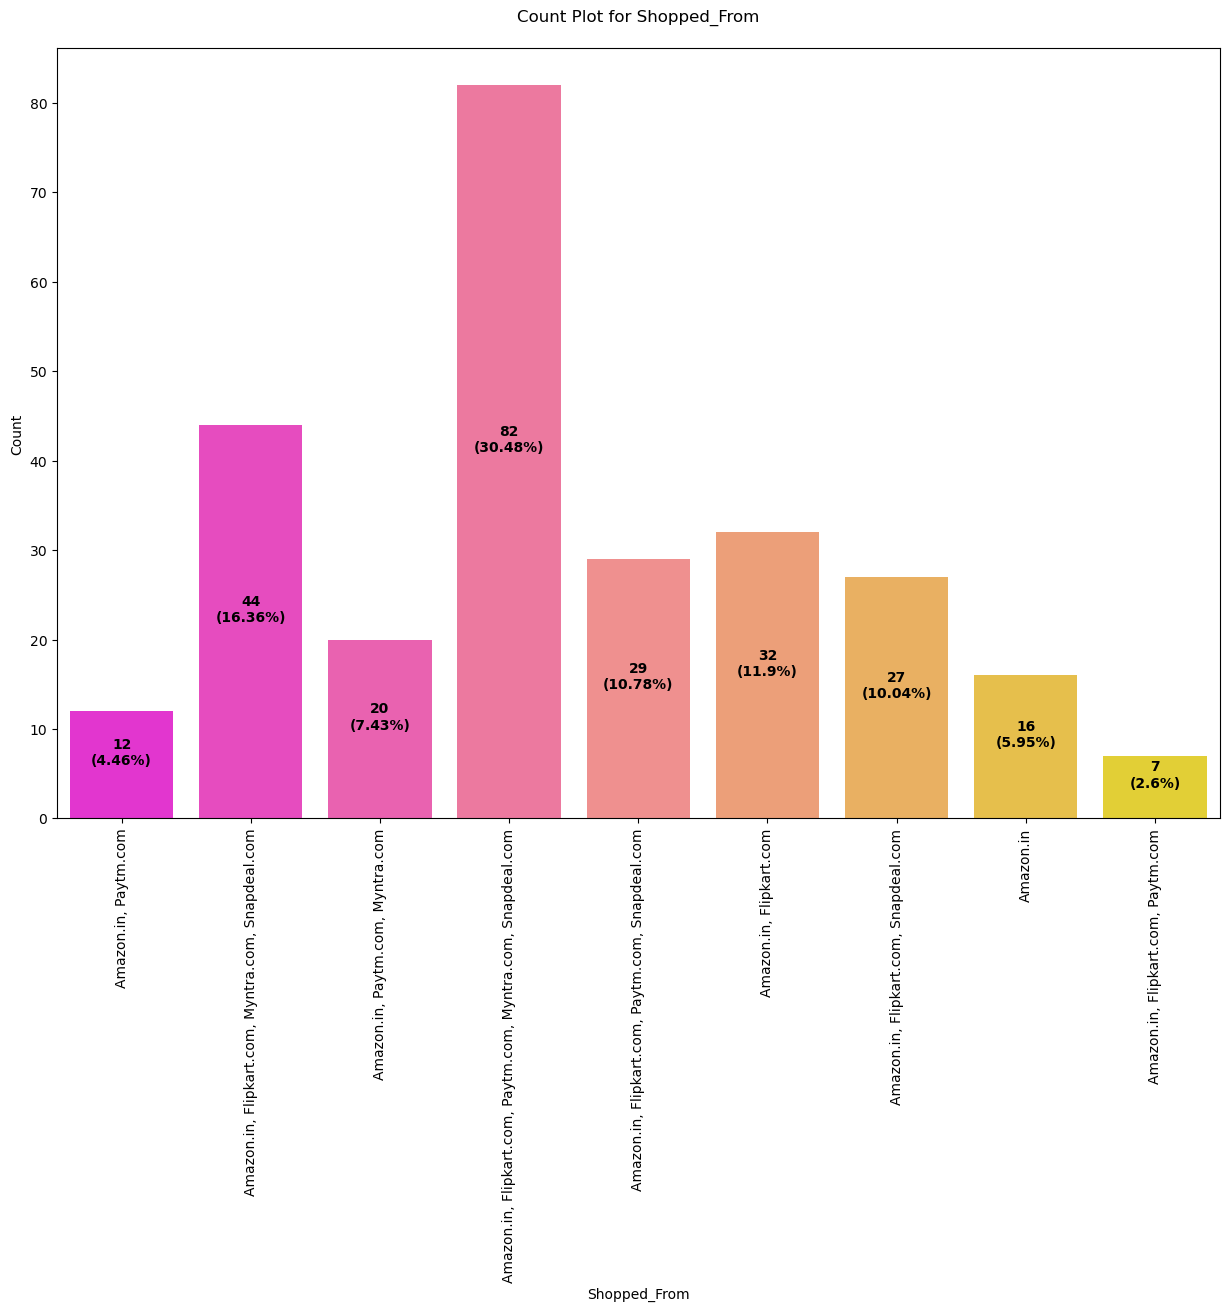 Count Plot for Shopped_From
Count
80
70
60
50
40
30
20
10
0
12
(4.46%)
44
(16.36%)
20
(7.43%)
82
(30.48%)
29
(10.78%)
32
(11.9%)
27
(10.04%)
16
(5.95%)
7
(2.6%)
Amazon.in, Paytm.com
Amazon.in, Flipkart.com, Myntra.com, Snapdeal.com
Amazon.in, Paytm.com, Myntra.com
Amazon.in, Flipkart.com, Paytm.com, Myntra.com, Snapdeal.com
Amazon.in, Flipkart.com, Paytm.com, Snapdeal.com
Amazon.in, Flipkart.com
Amazon.in, Flipkart.com, Snapdeal.com
Amazon.in
Amazon.in, Flipkart.com, Paytm.com
Shopped_From